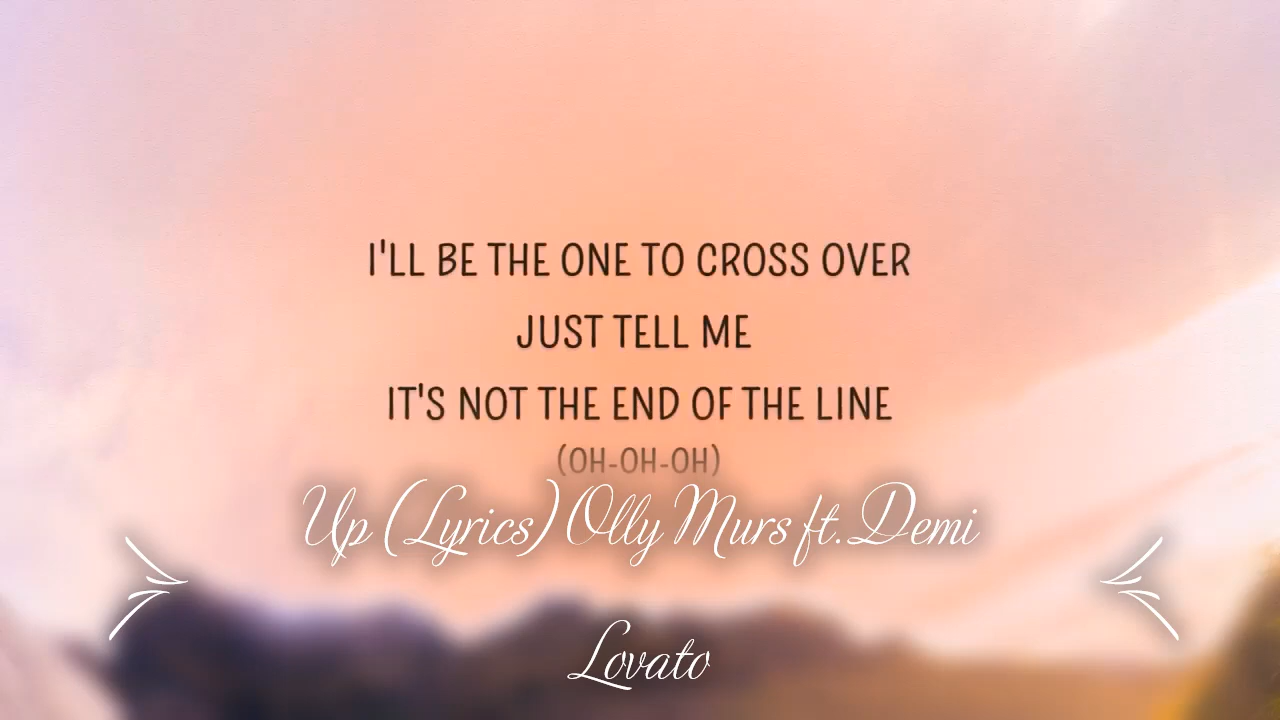 I'LL BE THE ONE TO CROSS OVER
JUST TELL ME
IT'S NOT THE END OF THE LINE
(OH-OH-OH)
Up (Lyrics) Olly Murs ft. Demi
Lovato